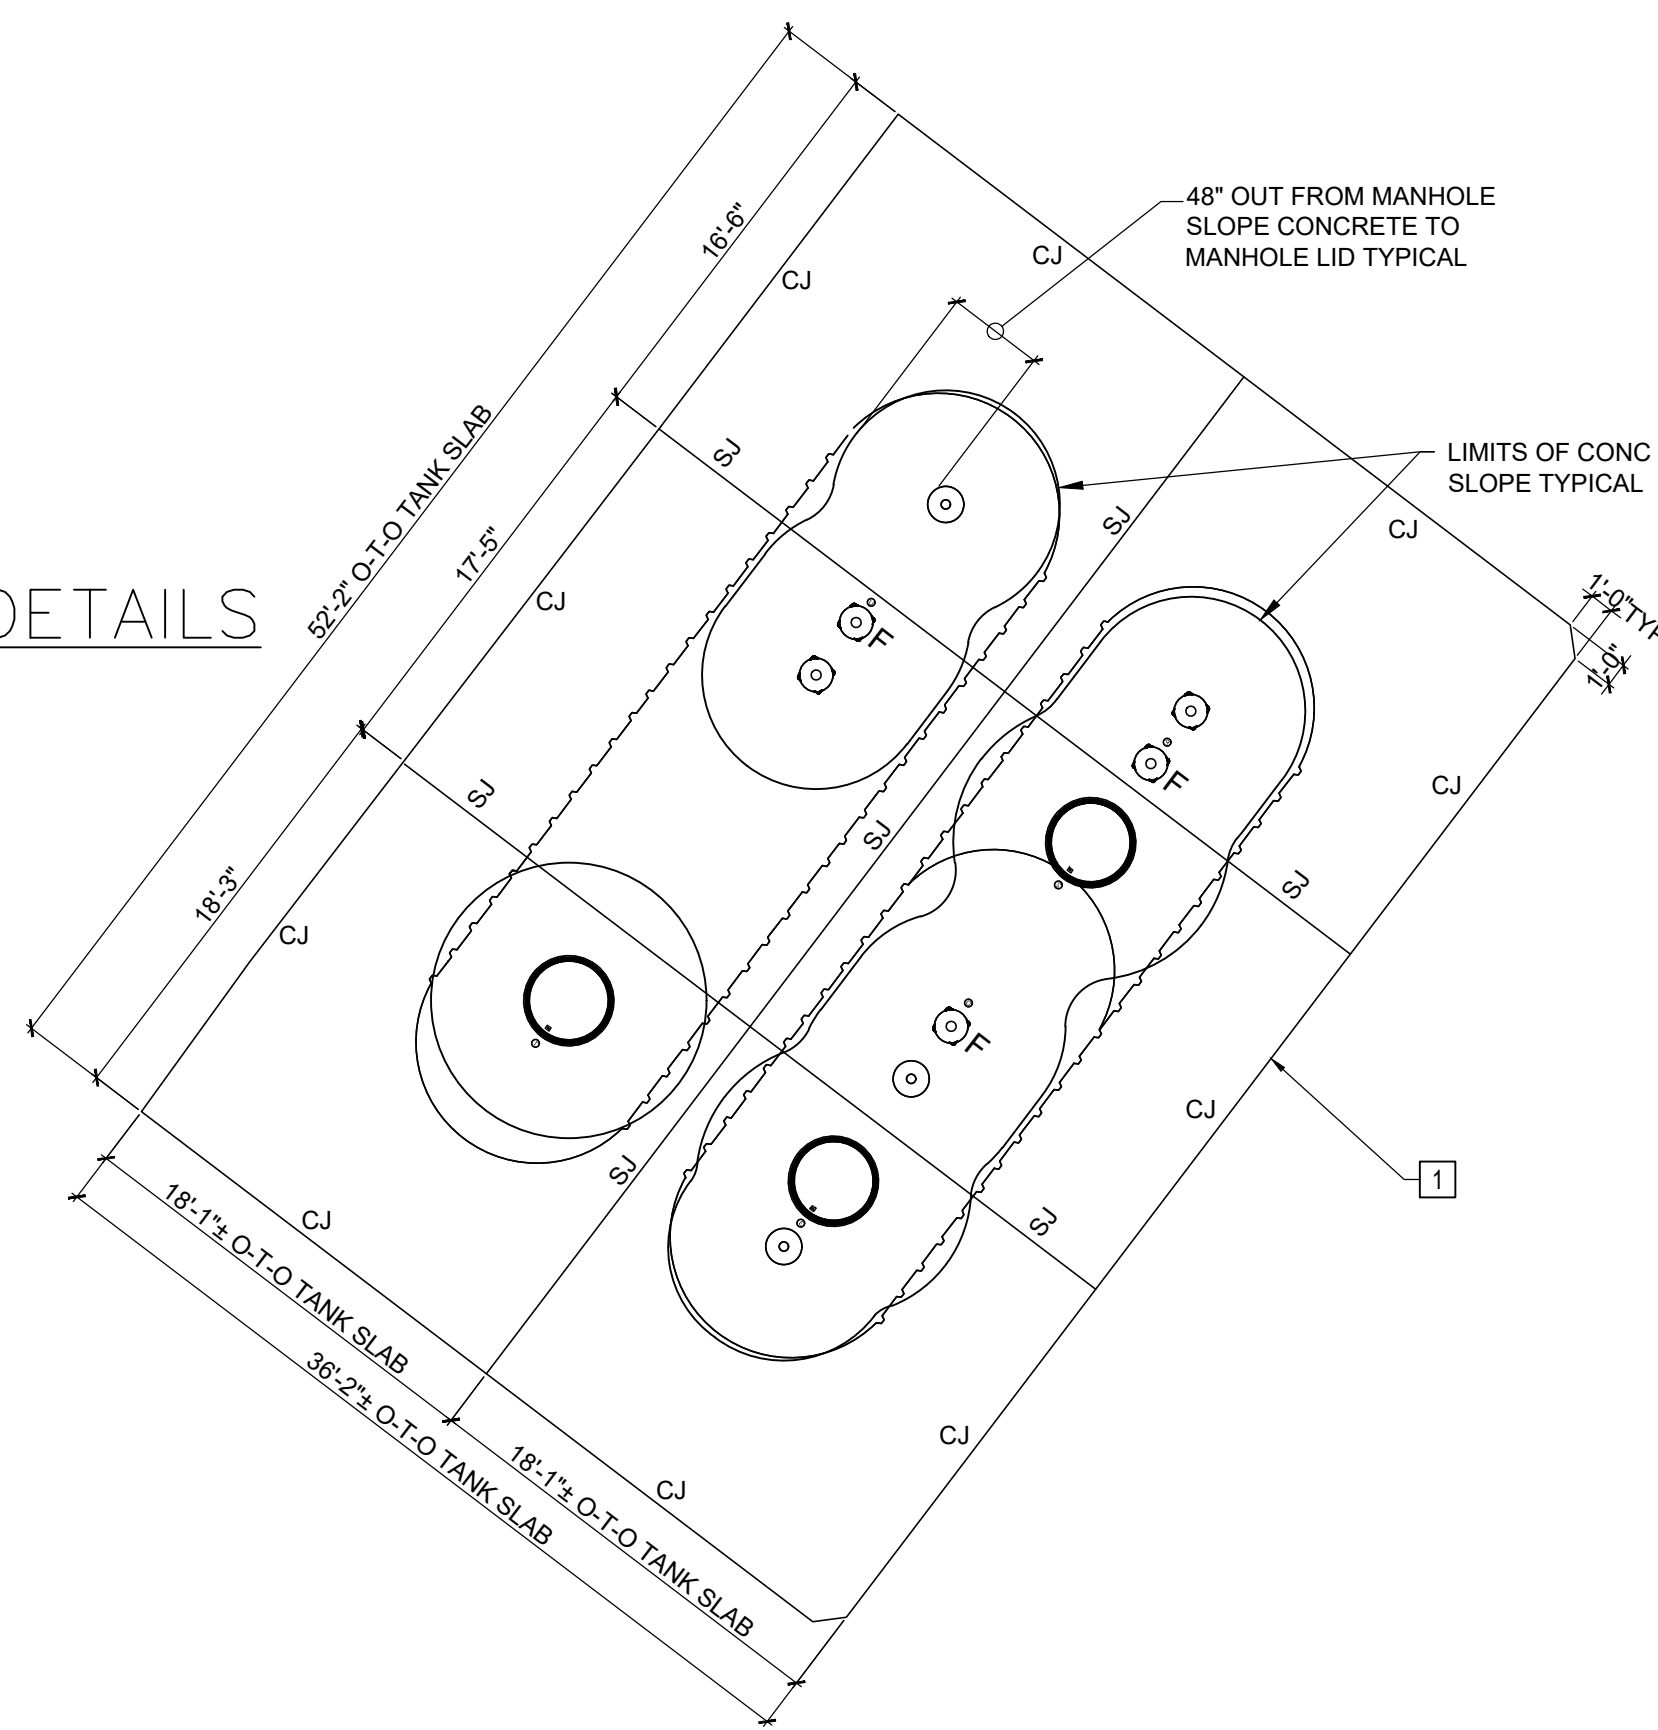 48" OUT FROM MANHOLE
SLOPE CONCRETE TO
MANHOLE LID TYPICAL
CJ
16'-6"
CJ
52'-2" O-T-O TANK SLAB
SJ
LIMITS OF CONC
SLOPE TYPICAL
SJ
CJ
17'-5"
CJ
DETAILS
1'-0" TYP
1'-0"
F
F
CJ
SJ
SJ
18'-3"
SJ
CJ
F
CJ
1
SJ
18'-1"± O-T-O TANK SLAB
CJ
SJ
36'-2"± O-T-O TANK SLAB
CJ
18'-1"± O-T-O TANK SLAB
CJ